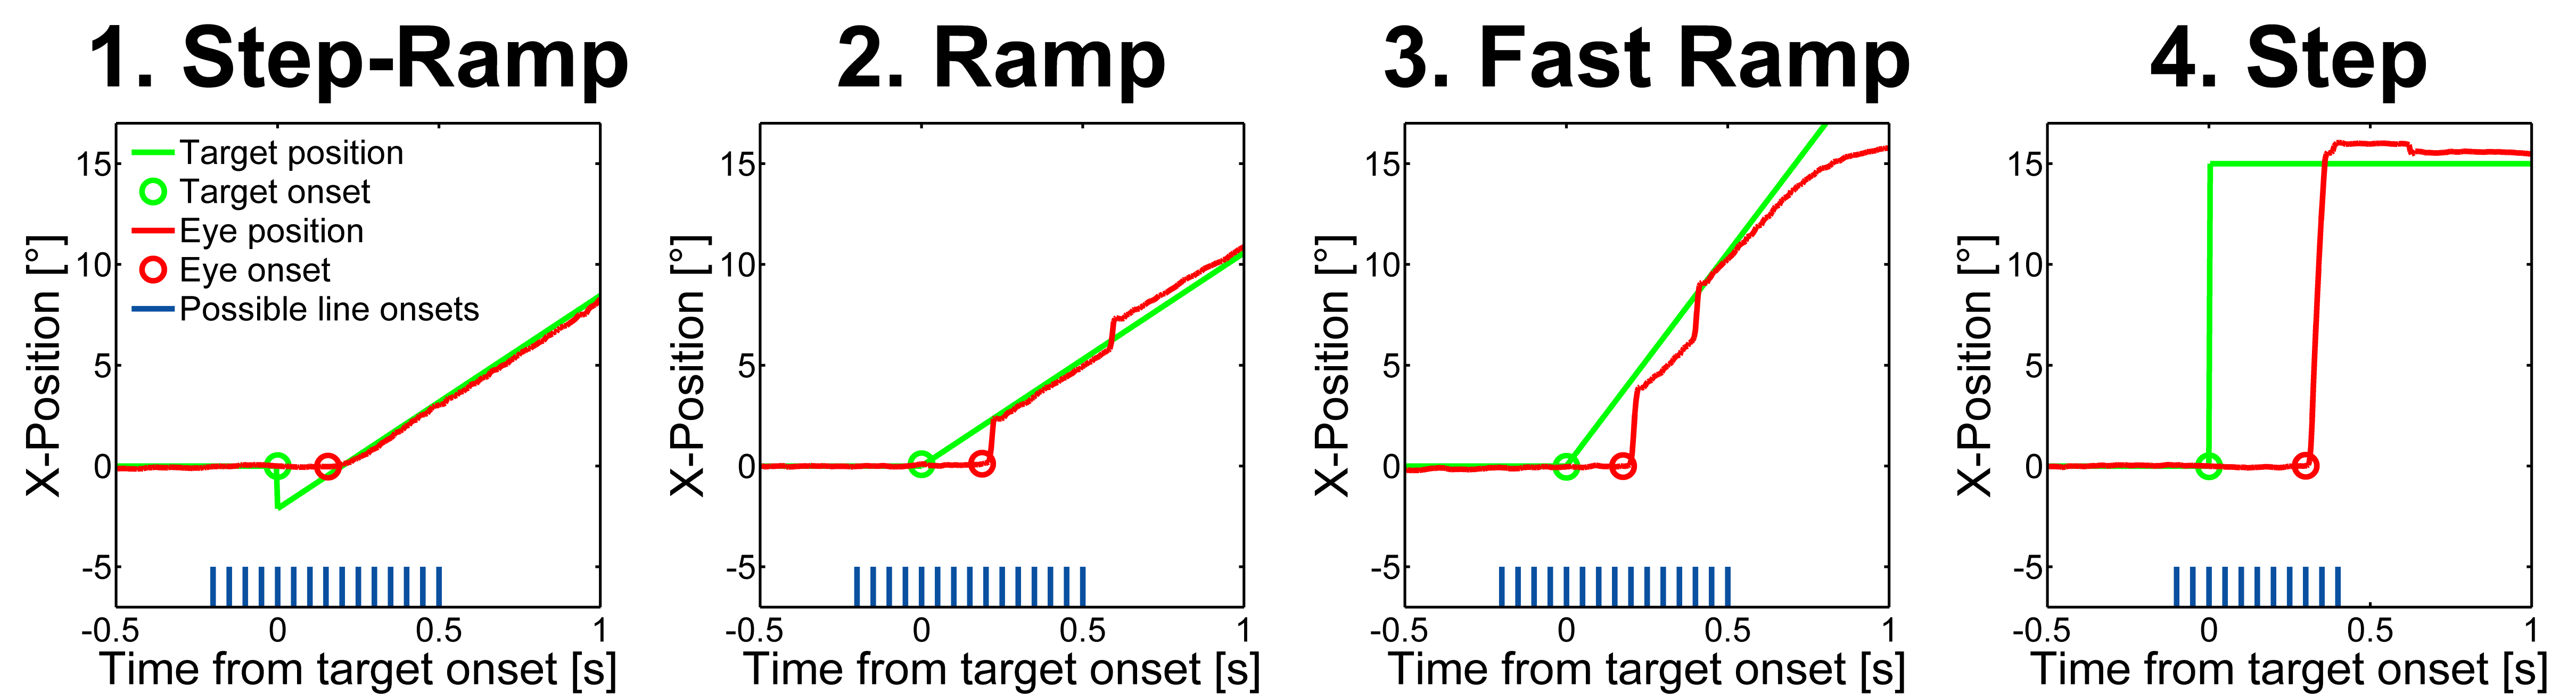 1. Step-Ramp
15
10
5
0
-5
-0.5
0
0.5
1
X-Position [°]
Time from target onset [s]
Target position
Target onset
Eye position
Eye onset
Possible line onsets
2. Ramp
15
10
5
0
-5
-0.5
0
0.5
1
X-Position [°]
Time from target onset [s]
3. Fast Ramp
15
10
5
0
-5
-0.5
0
0.5
1
X-Position [°]
Time from target onset [s]
4. Step
15
10
5
0
-5
-0.5
0
0.5
1
X-Position [°]
Time from target onset [s]